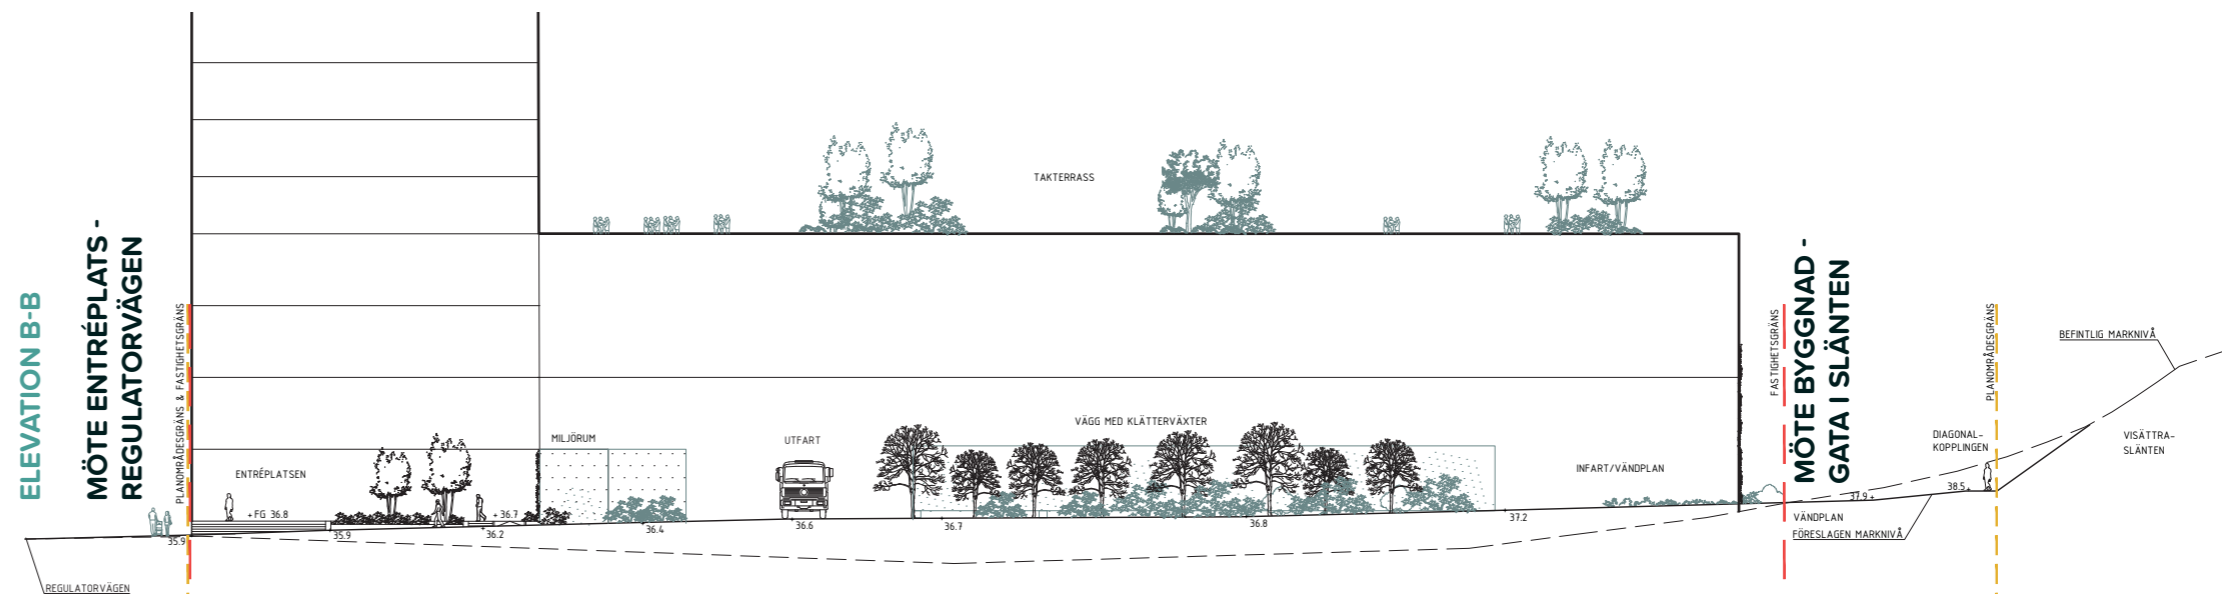 ELEVATION B-B
MÖTE ENTRÉPLATS -
REGULATORVÄGEN
PLANOMRÅDESGRÄNS & FASTIGHETSGRÄNS
ENTRÉPLATSEN
+FG 36.8
+36.7
35.9
35.9
36.2
REGULATORVÄGEN
MILJÖRUM
36.4
UTFART
36.6
TAKTERRASS
VÄGG MED KLÄTTERVÄXTER
36.7
36.8
INFART/VÄNDPLAN
37.2
FASTIGHETSGRÄNS
MÖTE BYGGNAD -
GATA I SLÄNTEN
37.9+
38.5+
VÄNDPLAN
FÖRESLAGEN MARKNIVÅ
DIAGONAL-
KOPPLINGEN
PLANOMRÅDESGRÄNS
BEFINTLIG MARKNIVÅ
VISÄTTRA-
SLÄNTEN